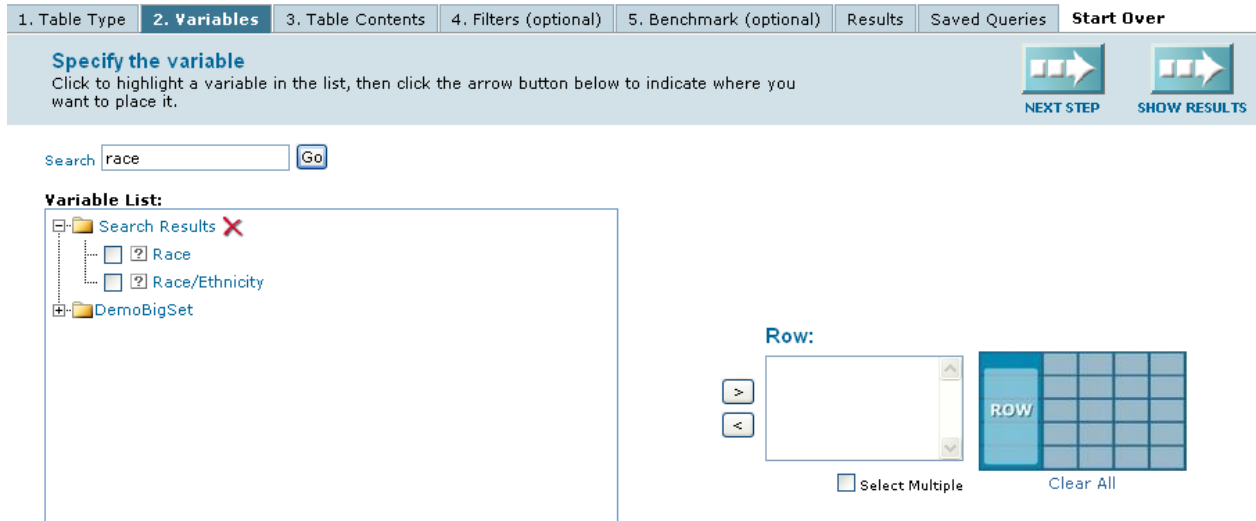 1. Table Type 2. Variables 3. Table Contents 4. Filters (optional) 5. Benchmark (optional) Results Saved Queries Start Over
Specify the variable
Click to highlight a variable in the list, then click the arrow button below to indicate where you
want to place it.
NEXT STEP SHOW RESULTS
Search race Go
Variable List:
Search Results
? Race
? Race/Ethnicity
DemoBigSet
Row:
>
<
ROW
Select Multiple
Clear All